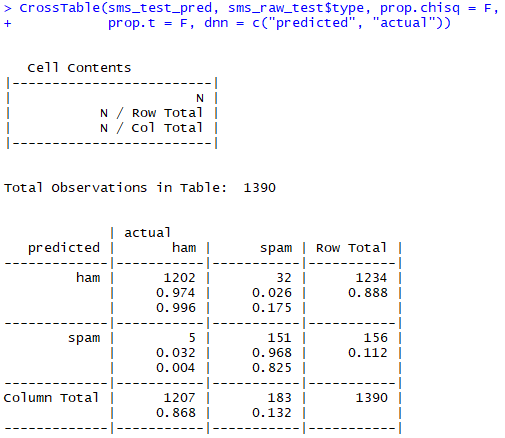 > CrossTable(sms_test_pred, sms_raw_test$type, prop.chisq = F,
+            prop.t = F, dnn = c("predicted", "actual"))
   Cell Contents
|-------------------------|
|                       N |
|           N / Row Total |
|           N / Col Total |
|-------------------------|
Total Observations in Table:  1390
             | actual
   predicted |       ham |      spam | Row Total |
-------------|-----------|-----------|-----------|
         ham |      1202 |        32 |      1234 |
             |     0.974 |     0.026 |     0.888 |
             |     0.996 |     0.175 |           |
-------------|-----------|-----------|-----------|
        spam |         5 |       151 |       156 |
             |     0.032 |     0.968 |     0.112 |
             |     0.004 |     0.825 |           |
-------------|-----------|-----------|-----------|
Column Total |      1207 |       183 |      1390 |
             |     0.868 |     0.132 |           |
-------------|-----------|-----------|-----------|